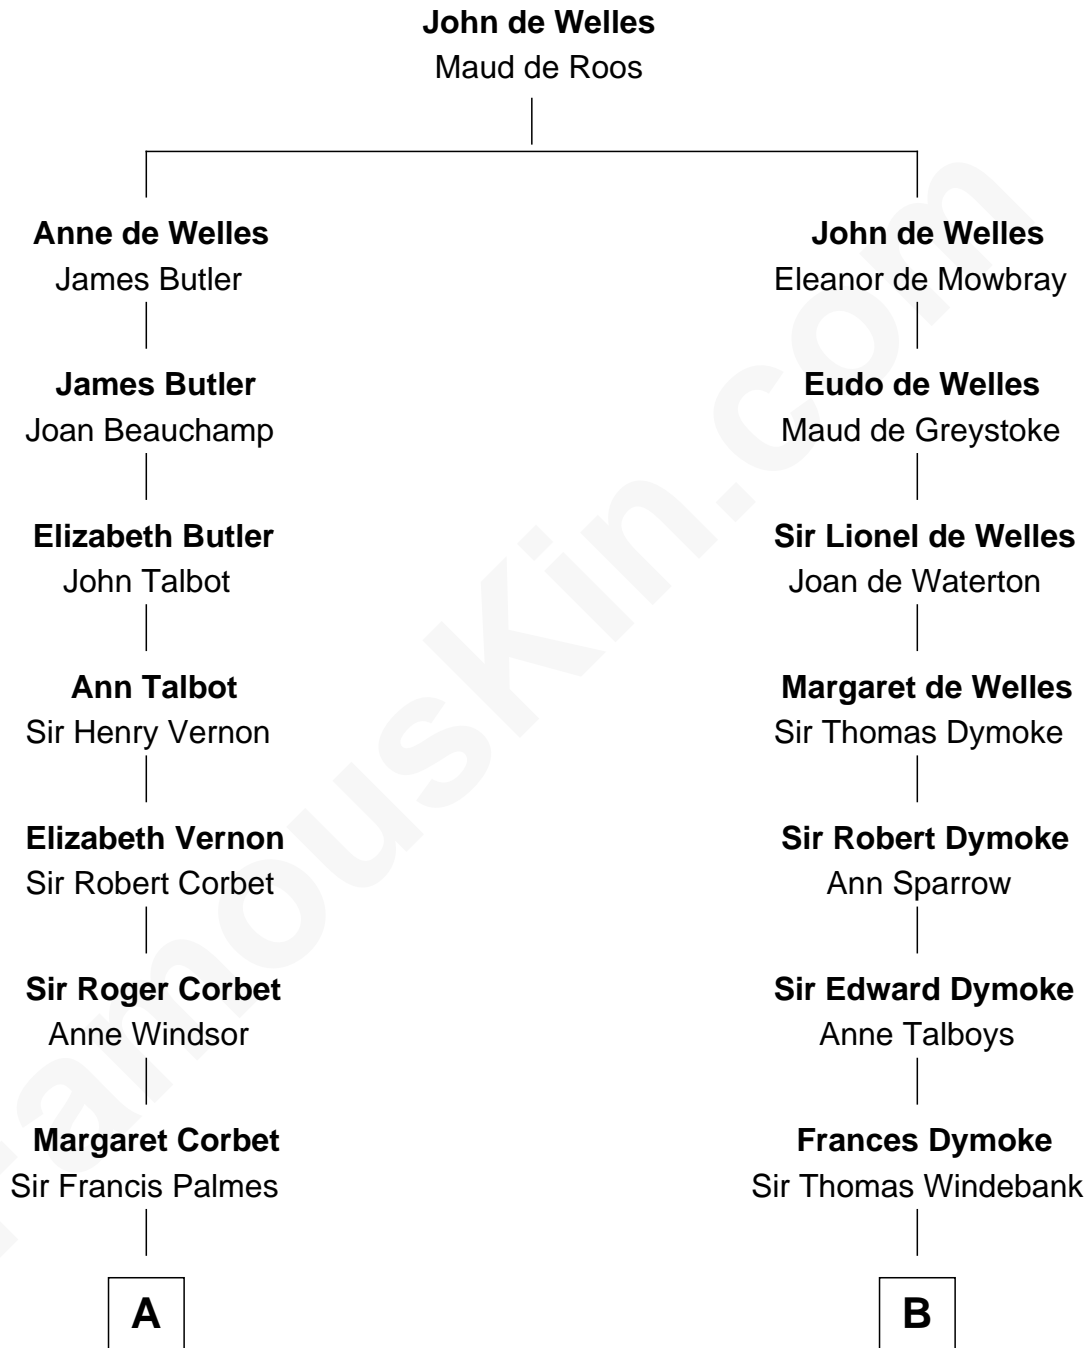 John de Welles
Maud de Roos
Anne de Welles
James Butler
John de Welles
Eleanor de Mowbray
James Butler
Joan Beauchamp
Eudo de Welles
Maud de Greystoke
Elizabeth Butler
John Talbot
Sir Lionel de Welles
Joan de Waterton
Ann Talbot
Sir Henry Vernon
Margaret de Welles
Sir Thomas Dymoke
Elizabeth Vernon
Sir Robert Corbet
Sir Robert Dymoke
Ann Sparrow
Sir Roger Corbet
Anne Windsor
Sir Edward Dymoke
Anne Talboys
Margaret Corbet
Sir Francis Palmes
Frances Dymoke
Sir Thomas Windebank
A
B
FamousKin.com